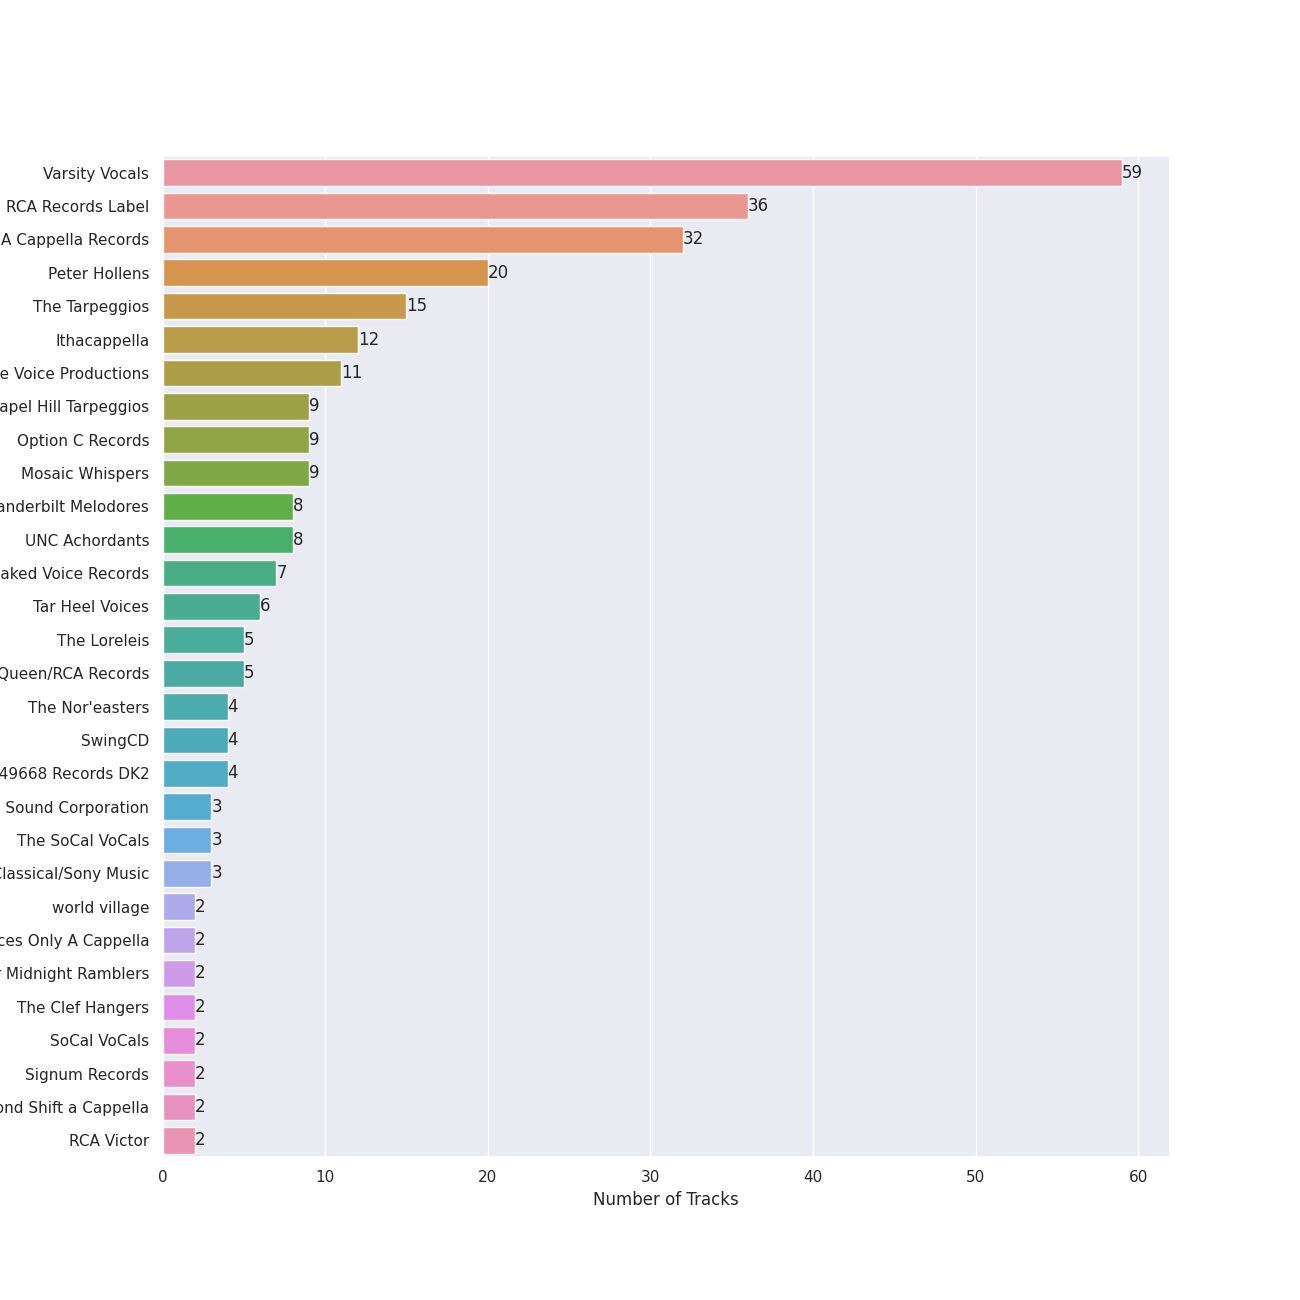 Varsity Vocals 59
RCA Records Label 36
A Cappella Records 32
Peter Hollens 20
The Tarpeggios 15
Ithacappella 12
Voice Productions 11
Hill Tarpeggios 9
Option C Records 9
Mosaic Whispers 9
Melodores 8
UNC Achordants 8
Voice Records 7
Tar Heel Voices 6
The Loreleis 5
Queen/RCA Records 5
The Nor'easters 4
SwingCD 4
49668 Records DK2 4
Sound Corporation 3
The SoCal VoCals 3
Classical/Sony Music 3
world village 2
Only A Cappella 2
Midnight Ramblers 2
The Clef Hangers 2
SoCal VoCals 2
Signum Records 2
Shift a Cappella 2
RCA Victor 2
0 10 20 30 40 50 60
Number of Tracks